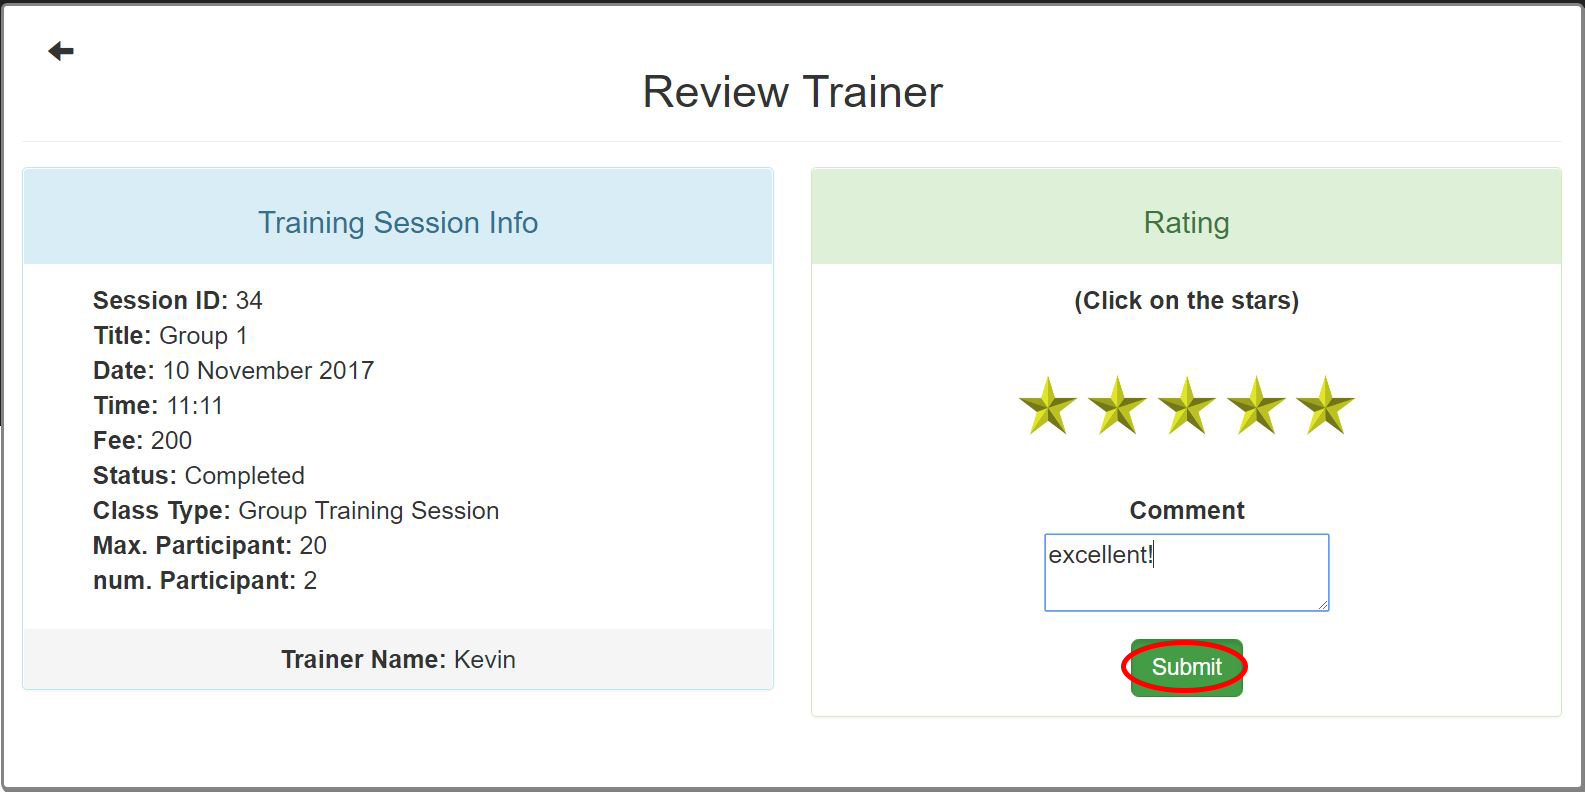 Review Trainer
Training Session Info
Session ID: 34
Title: Group 1
Date: 10 November 2017
Time: 11:11
Fee: 200
Status: Completed
Class Type: Group Training Session
Max. Participant: 20
num. Participant: 2
Trainer Name: Kevin
Rating
(Click on the stars)
Comment
excellent!
Submit